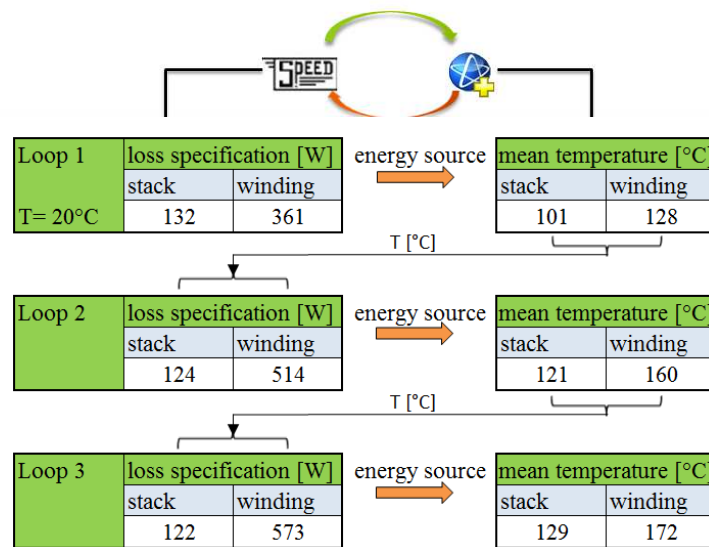 SPEED
Loop 1 loss specification [W] energy source mean temperature [°C]
stack winding stack winding
T= 20°C 132 361 101 128
T [°C]
Loop 2 loss specification [W] energy source mean temperature [°C]
stack winding stack winding
124 514 121 160
T [°C]
Loop 3 loss specification [W] energy source mean temperature [°C]
stack winding stack winding
122 573 129 172